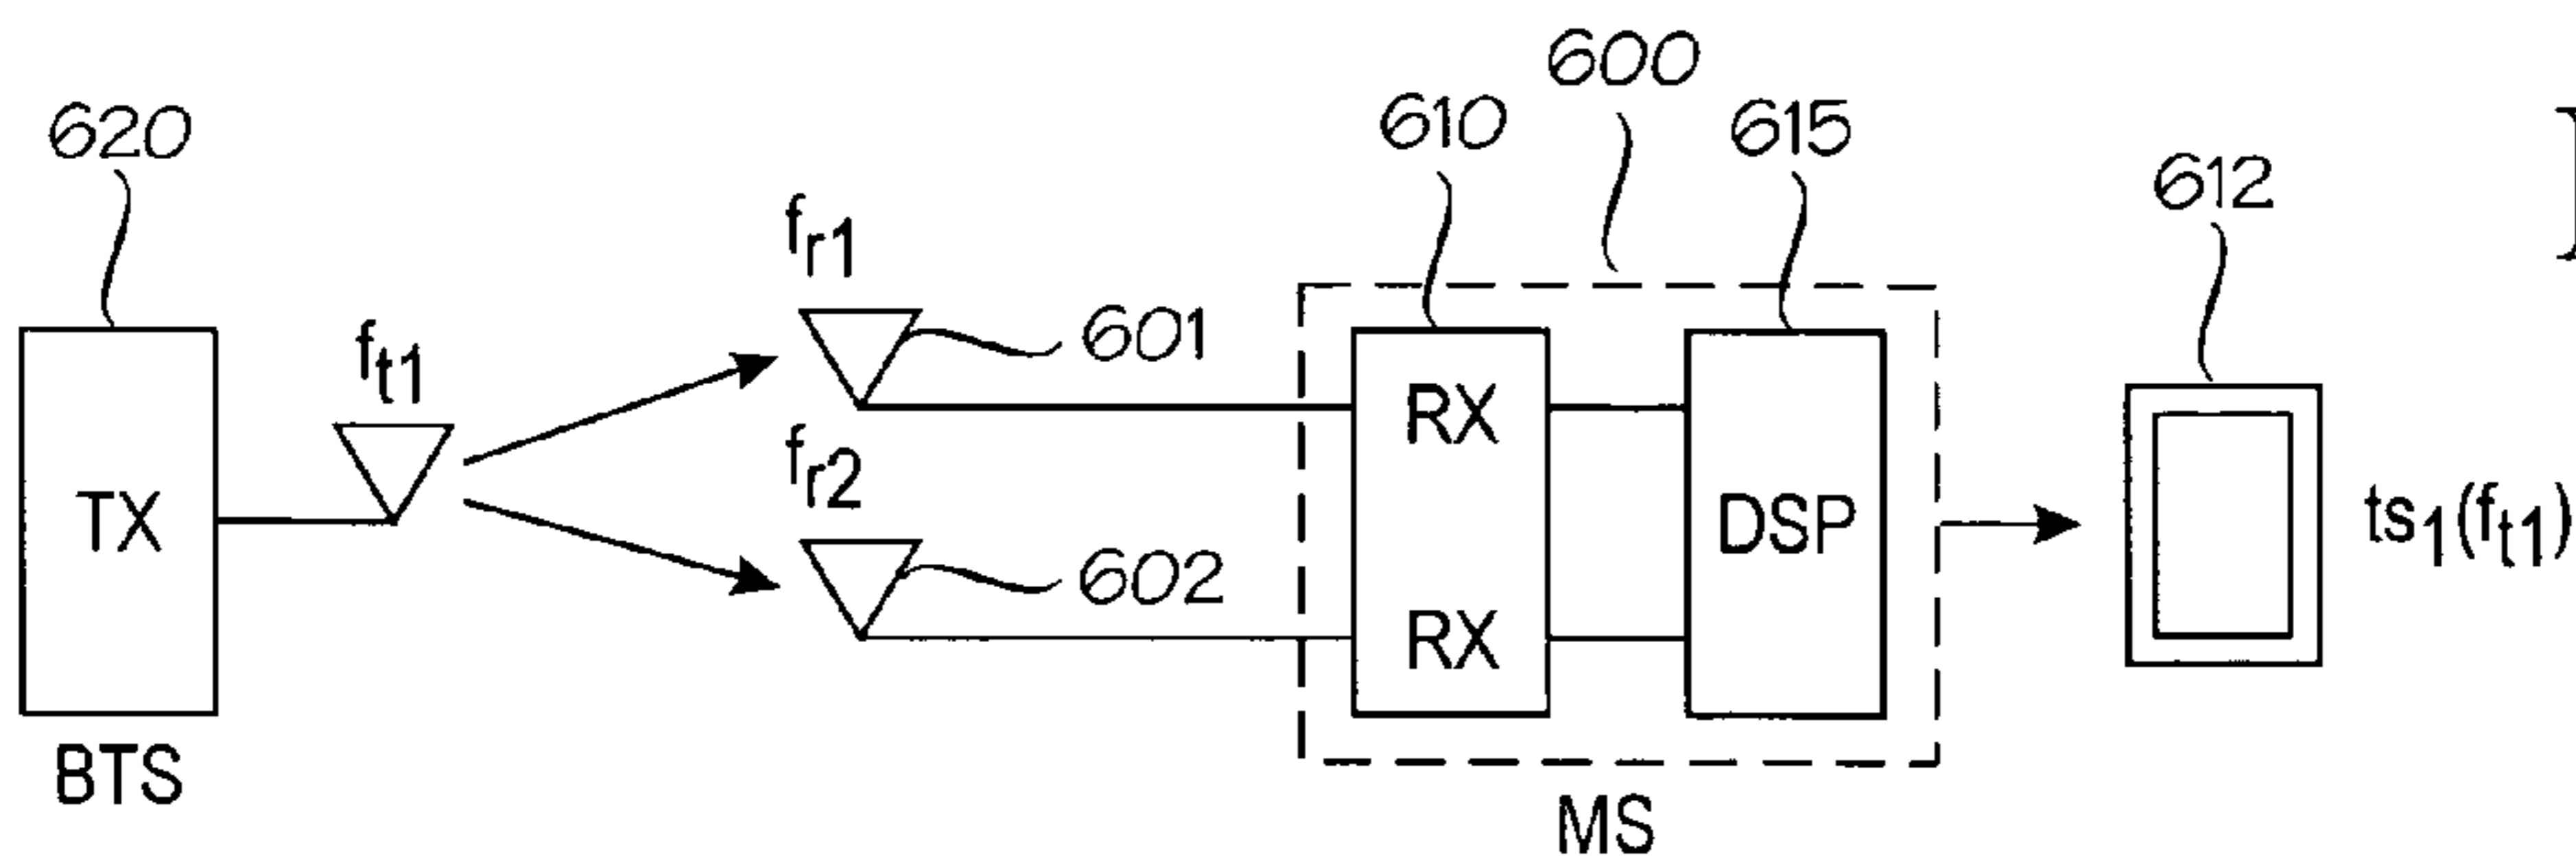 600
620
610
615
612
f_r1
601
f_t1
RX
f_r2
TX
DSP
ts_1(f_t1)
602
RX
BTS
MS